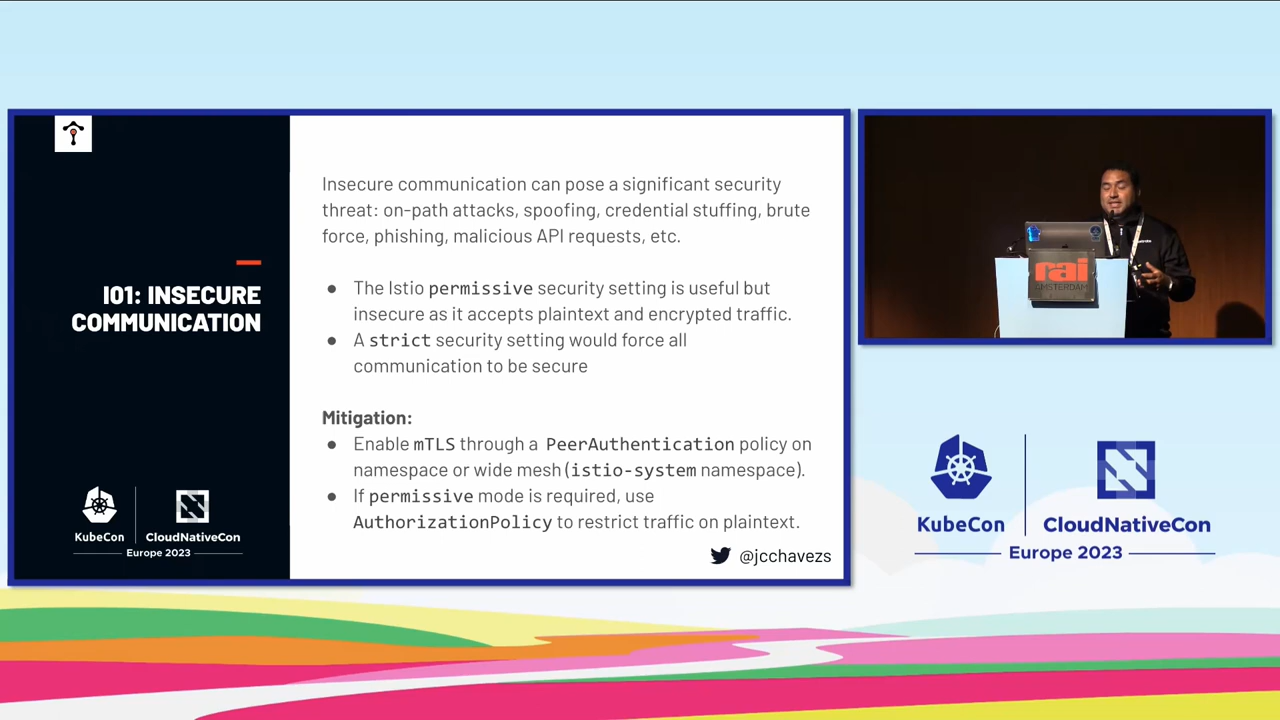 I01: INSECURE
COMMUNICATION
KubeCon
CloudNativeCon
Europe 2023
Insecure communication can pose a significant security
threat: on-path attacks, spoofing, credential stuffing, brute
force, phishing, malicious API requests, etc.
● The Istio permissive security setting is useful but
insecure as it accepts plaintext and encrypted traffic.
● A strict security setting would force all
communication to be secure
Mitigation:
● Enable mTLS through a PeerAuthentication policy on
namespace or wide mesh (istio-system namespace).
● If permissive mode is required, use
AuthorizationPolicy to restrict traffic on plaintext.
@jcchavezs
rai
AMSTERDAM
KubeCon
CloudNativeCon
Europe 2023